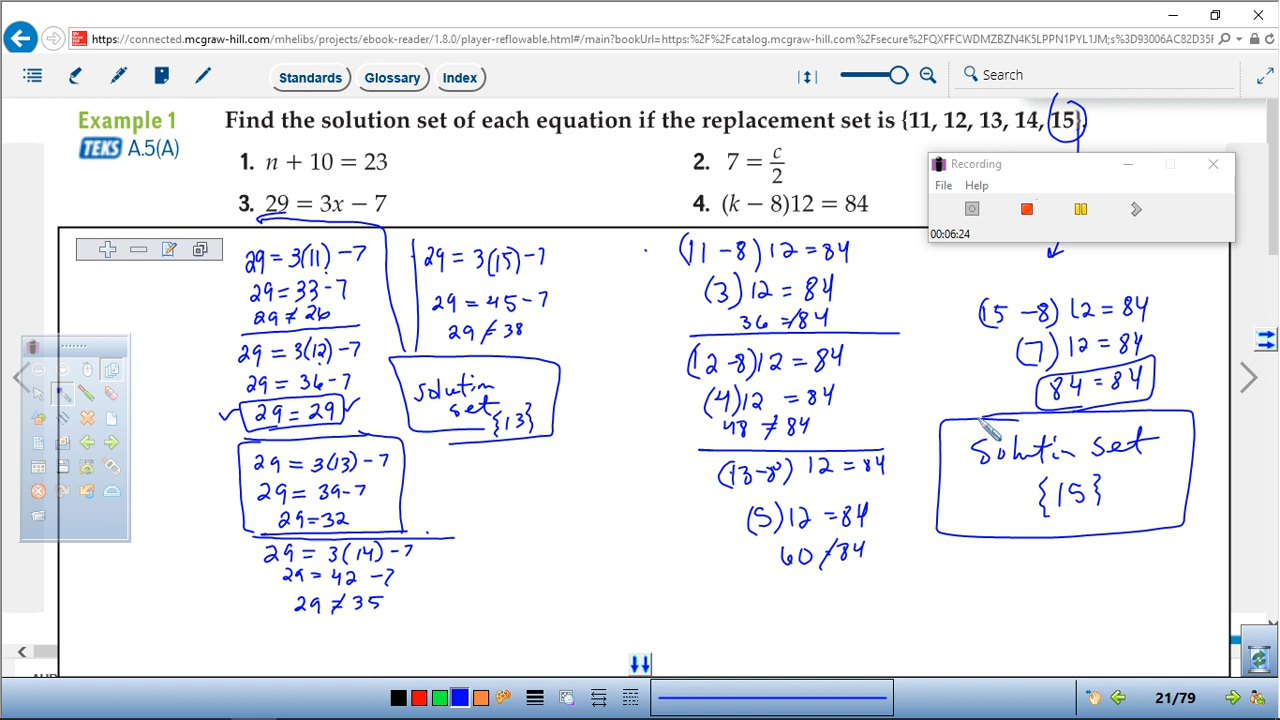 https://connected.mcgraw-hill.com/mhelibs/projects/ebook-reader/1.8.0/player-reflowable.html#/main?bookUrl=https:%2F%2Fcatalog.mcgraw-hill.com%2Fsecure%2FQXFFCWDMZBZN4K5LPPN1PYL1JM;s%3D93006AC82D35F
Standards
Glossary
Index
Search
Example 1
TEKS A.5(A)
Find the solution set of each equation if the replacement set is {11, 12, 13, 14, 15}.
1. n + 10 = 23
2. 7 = c/2
3. 29 = 3x − 7
4. (k − 8)12 = 84
Recording
File Help
00:06:24
29 = 3(11) − 7
29 = 33 − 7
29 ≠ 26
29 = 3(12) − 7
29 = 36 − 7
29 = 29
29 = 3(13) − 7
29 = 39 − 7
29 = 32
29 = 3(14) − 7
29 = 42 − 7
29 ≠ 35
29 = 3(15) − 7
29 = 45 − 7
29 ≠ 38
Solution
set {13}
(11 − 8) 12 = 84
(3) 12 = 84
36 ≠ 84
(12 − 8) 12 = 84
(4) 12 = 84
48 ≠ 84
(13 − 8) 12 = 84
(5) 12 = 84
60 ≠ 84
(15 − 8) 12 = 84
(7) 12 = 84
84 = 84
Solutin set
{15}
21/79